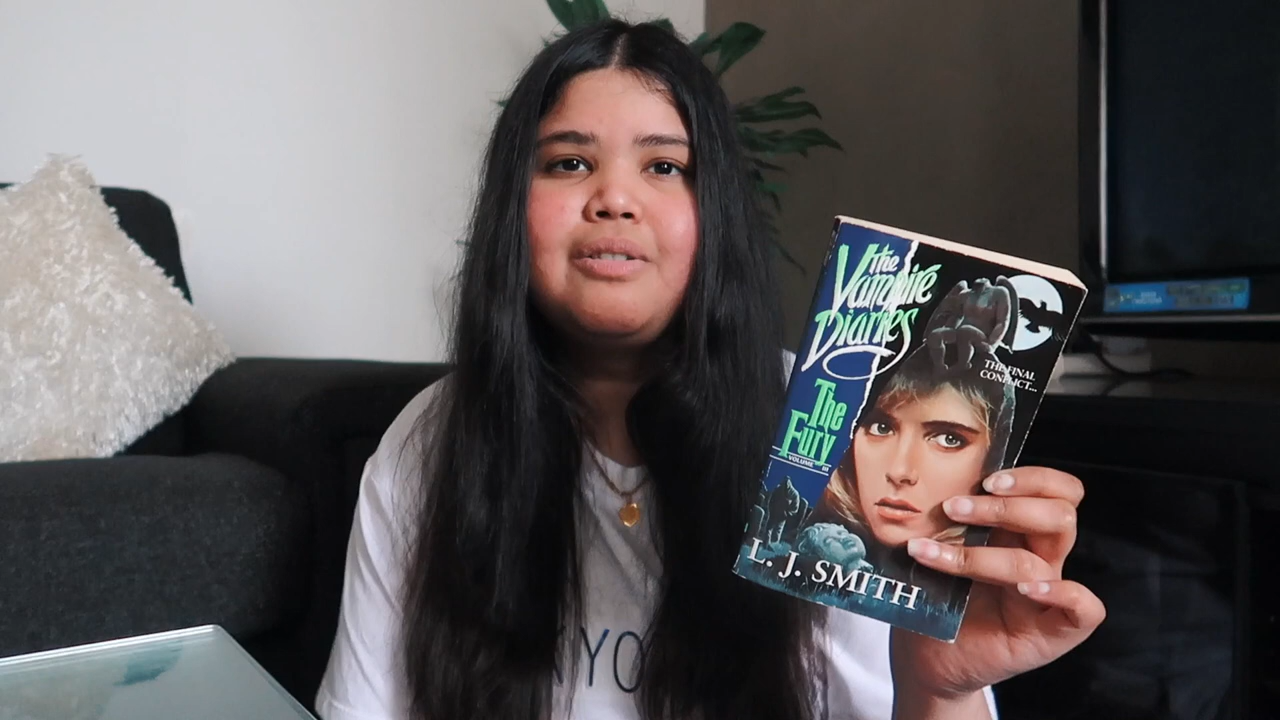 The
Vampire
Diaries
THE FINAL
CONFLICT...
The
Fury
VOLUME III
L. J. SMITH
YO